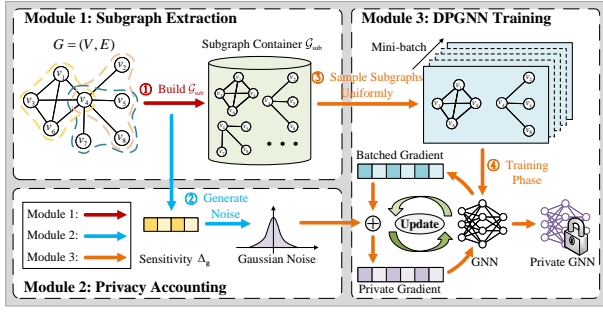 Module 1: Subgraph Extraction
G = (V, E)
v₁
v₂
v₃
v₄
v₅
v₆
v₇
v₈
① Build 𝒢sub
Subgraph Container 𝒢sub
③ Sample Subgraphs
Uniformly
Module 3: DPGNN Training
Mini-batch
④ Training
Phase
Batched Gradient
Update
GNN
Private GNN
Private Gradient
② Generate
Noise
Module 1:
Module 2:
Module 3:
Sensitivity Δg
Gaussian Noise
Module 2: Privacy Accounting